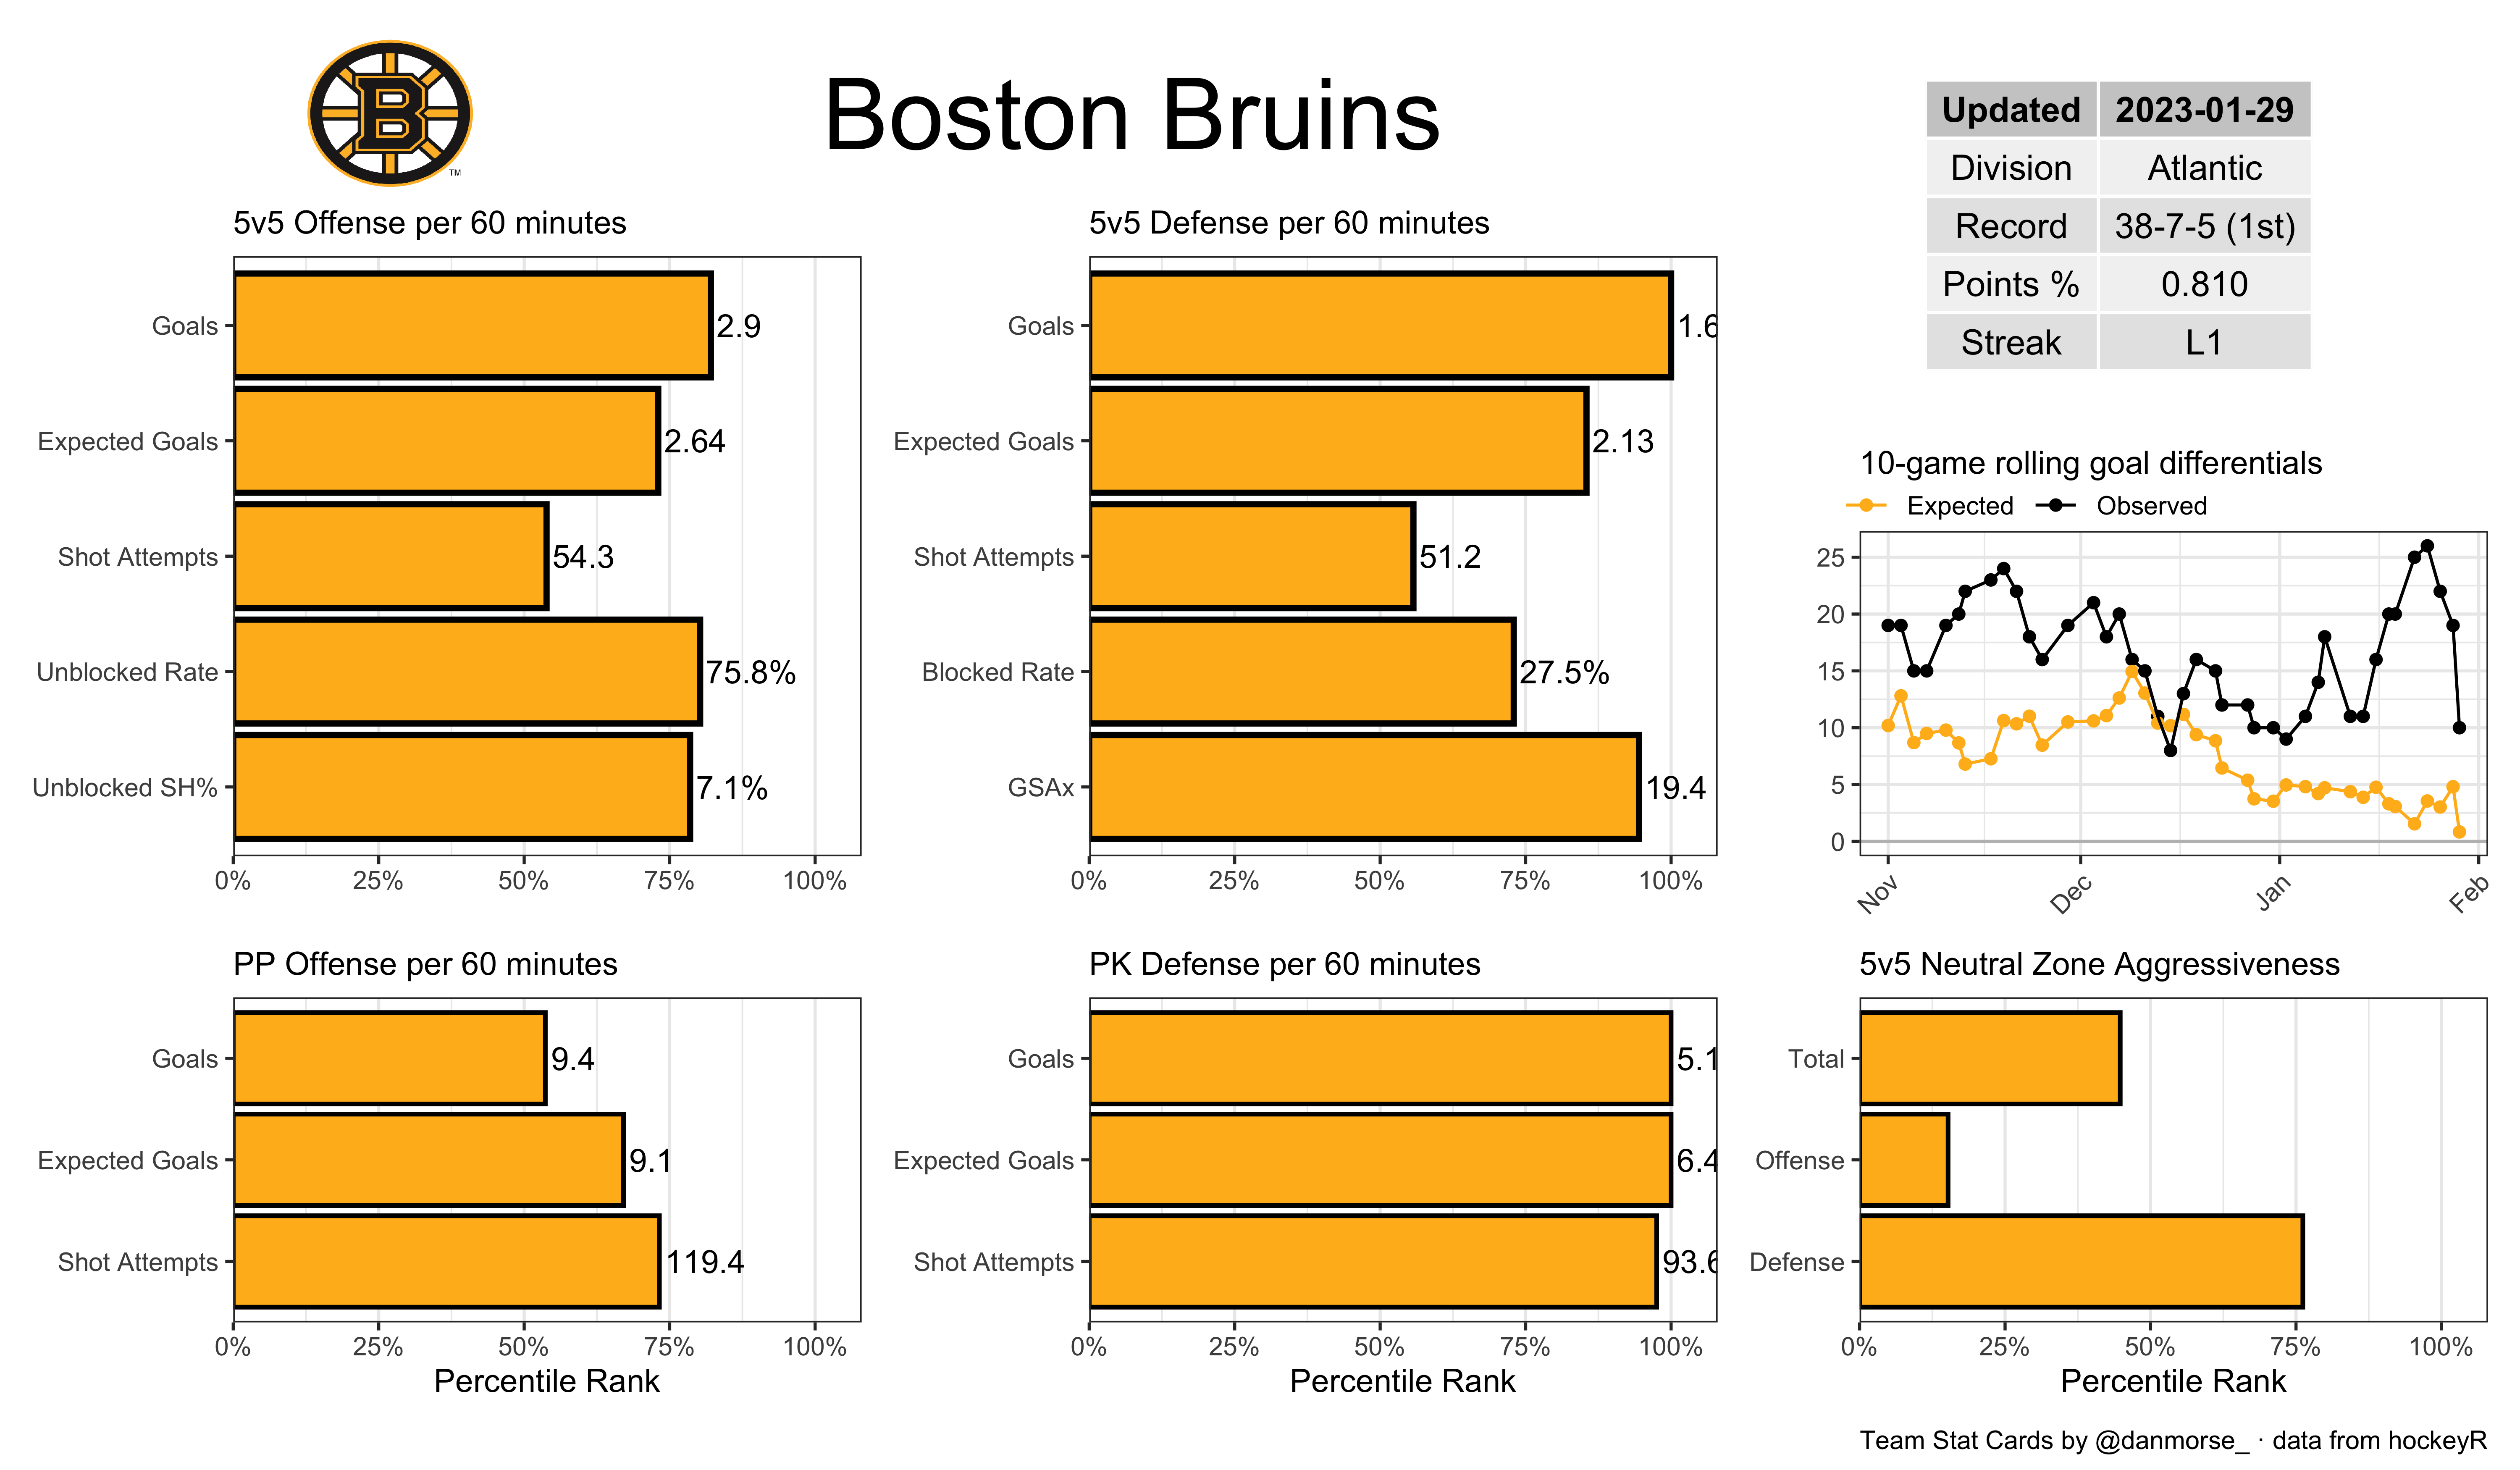 B
TM
Boston Bruins
Updated 2023-01-29
Division Atlantic
Record 38-7-5 (1st)
Points % 0.810
Streak L1
5v5 Offense per 60 minutes
Goals 2.9
Expected Goals 2.64
Shot Attempts 54.3
Unblocked Rate 75.8%
Unblocked SH% 7.1%
0% 25% 50% 75% 100%
5v5 Defense per 60 minutes
Goals 1.6
Expected Goals 2.13
Shot Attempts 51.2
Blocked Rate 27.5%
GSAx 19.4
0% 25% 50% 75% 100%
10-game rolling goal differentials
Expected Observed
25
20
15
10
5
0
Nov Dec Jan Feb
PP Offense per 60 minutes
Goals 9.4
Expected Goals 9.1
Shot Attempts 119.4
0% 25% 50% 75% 100%
Percentile Rank
PK Defense per 60 minutes
Goals 5.1
Expected Goals 6.4
Shot Attempts 93.6
0% 25% 50% 75% 100%
Percentile Rank
5v5 Neutral Zone Aggressiveness
Total
Offense
Defense
0% 25% 50% 75% 100%
Percentile Rank
Team Stat Cards by @danmorse_ · data from hockeyR